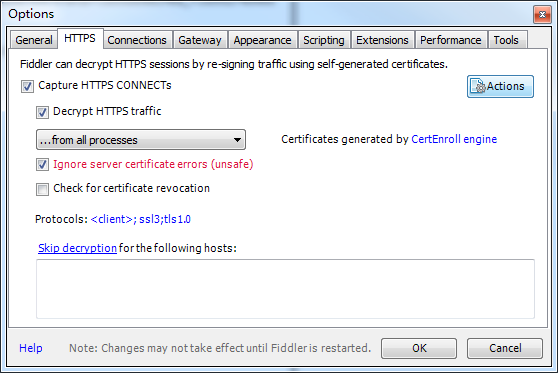 Options
General HTTPS Connections Gateway Appearance Scripting Extensions Performance Tools
Fiddler can decrypt HTTPS sessions by re-signing traffic using self-generated certificates.
Capture HTTPS CONNECTs
Actions
Decrypt HTTPS traffic
...from all processes
Certificates generated by CertEnroll engine
Ignore server certificate errors (unsafe)
Check for certificate revocation
Protocols: <client>; ssl3;tls1.0
Skip decryption for the following hosts:
Help
Note: Changes may not take effect until Fiddler is restarted.
OK
Cancel